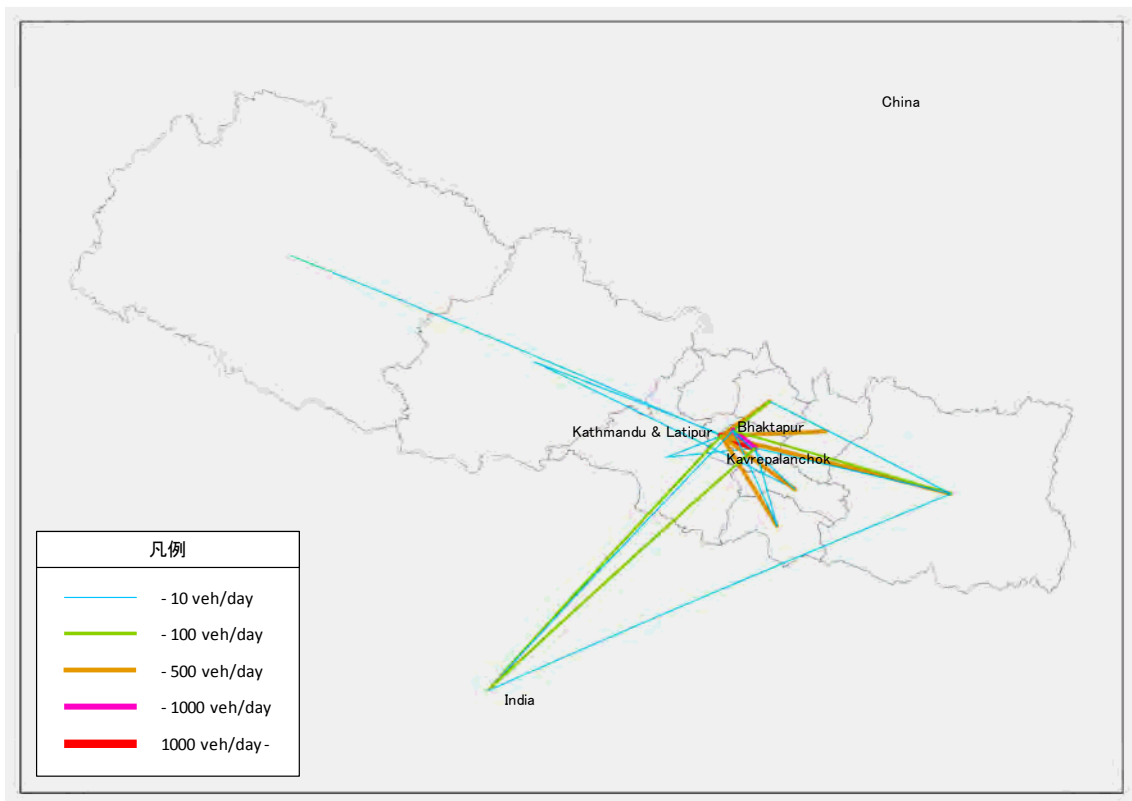 China
Bhaktapur
Kathmandu & Latipur
Kavrepalanchok
India
凡例
- 10 veh/day
- 100 veh/day
- 500 veh/day
- 1000 veh/day
1000 veh/day -